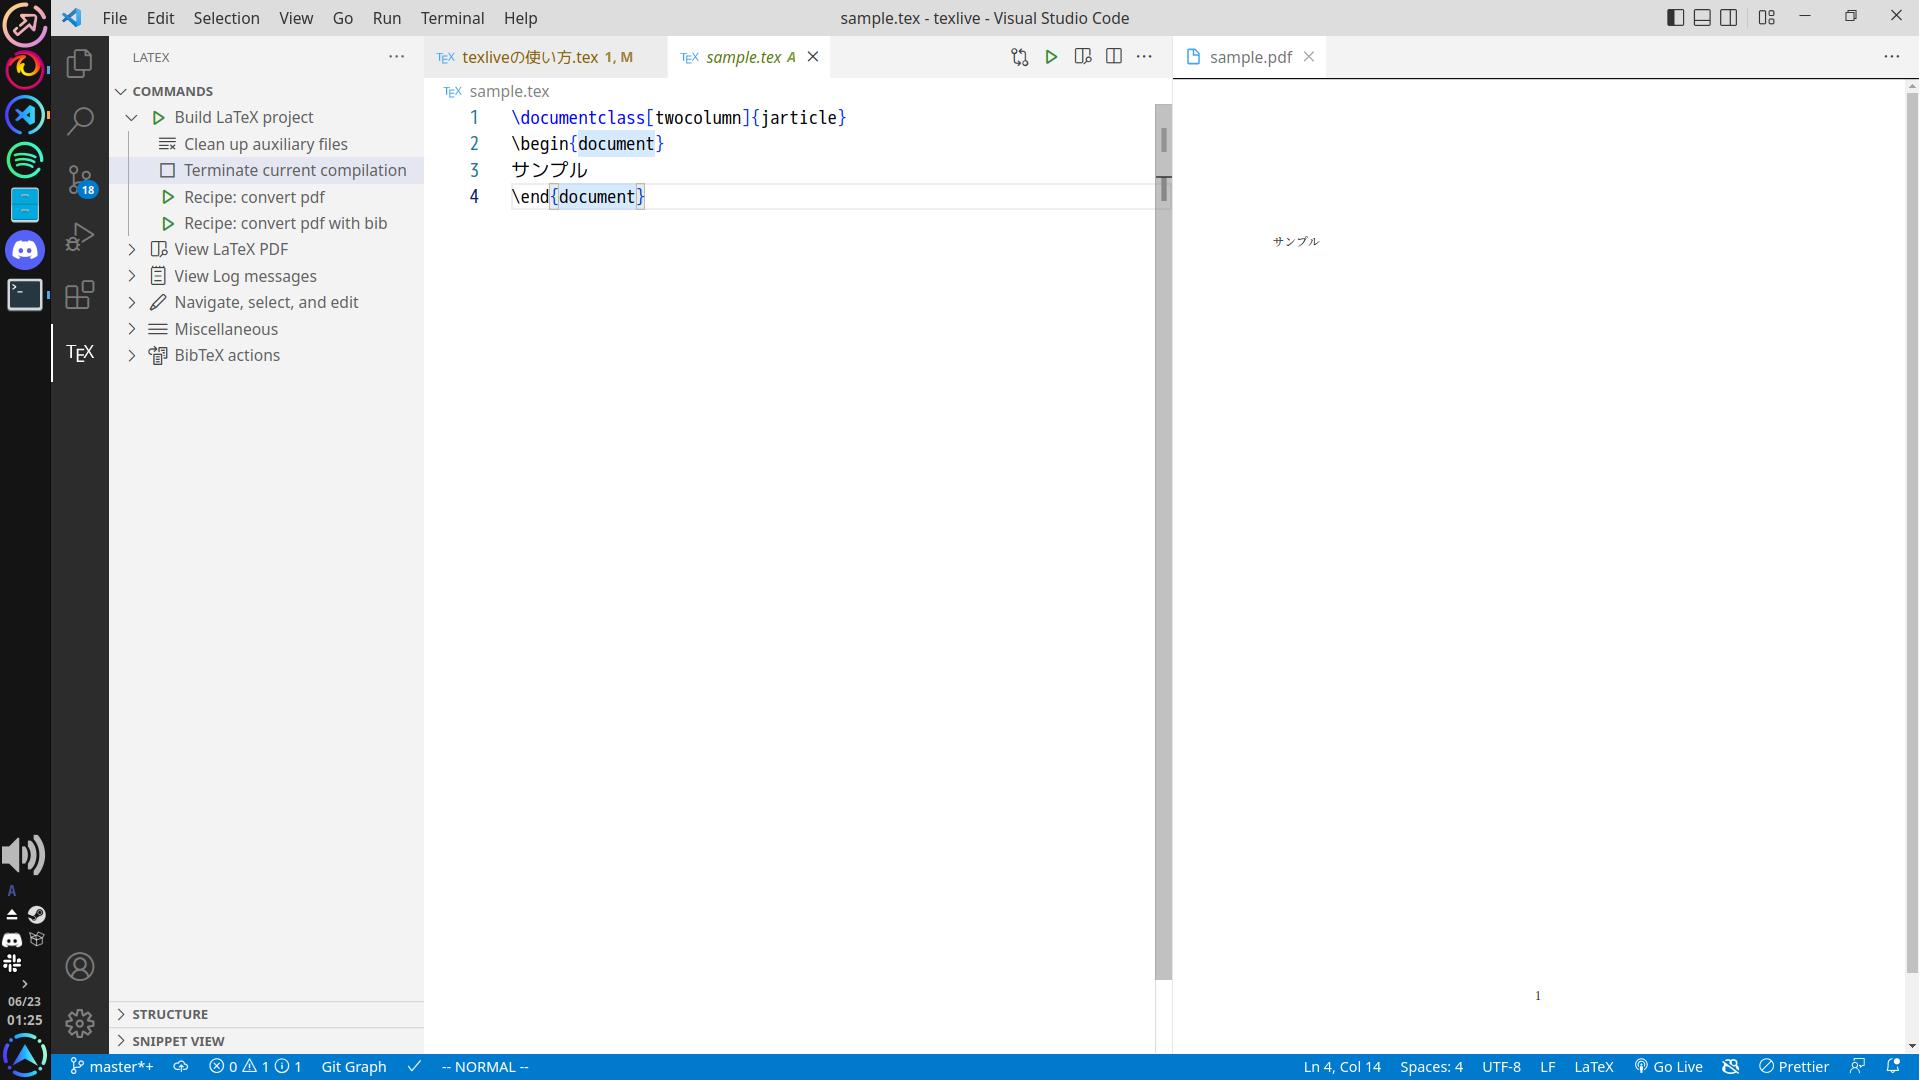 File Edit Selection View Go Run Terminal Help
sample.tex - texlive - Visual Studio Code
LATEX
COMMANDS
Build LaTeX project
Clean up auxiliary files
Terminate current compilation
Recipe: convert pdf
Recipe: convert pdf with bib
View LaTeX PDF
View Log messages
Navigate, select, and edit
Miscellaneous
BibTeX actions
STRUCTURE
SNIPPET VIEW
18
TEX
TEX texliveの使い方.tex 1, M
TEX sample.tex A
TEX sample.tex
1 \documentclass[twocolumn]{jarticle}
2 \begin{document}
3 サンプル
4 \end{document}
sample.pdf
サンプル
1
A
06/23
01:25
master*+ 0 1 1 Git Graph -- NORMAL -- Ln 4, Col 14 Spaces: 4 UTF-8 LF LaTeX Go Live Prettier